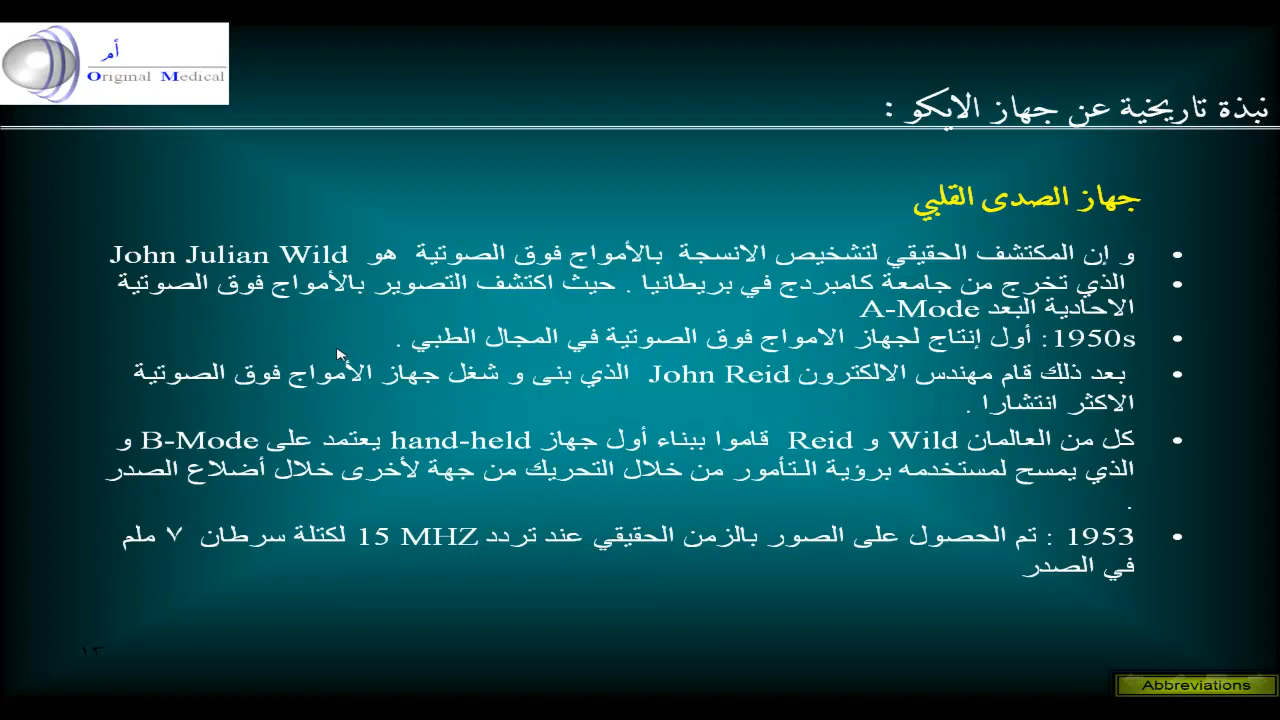 أم
Original Medical
نبذة تاريخية عن جهاز الايكو :
جهاز الصدى القلبي
• و إن المكتشف الحقيقي لتشخيص الانسجة بالأمواج فوق الصوتية هو John Julian Wild
• الذي تخرج من جامعة كامبردج في بريطانيا . حيث اكتشف التصوير بالأمواج فوق الصوتية
الاحادية البعد A-Mode
• 1950s: أول إنتاج لجهاز الامواج فوق الصوتية في المجال الطبي .
• بعد ذلك قام مهندس الالكترون John Reid الذي بنى و شغل جهاز الأمواج فوق الصوتية
الاكثر انتشارا .
• كل من العالمان Wild و Reid قاموا ببناء أول جهاز hand-held يعتمد على B-Mode و
الذي يمسح لمستخدمه برؤية التأمور من خلال التحريك من جهة لأخرى خلال أضلاع الصدر
.
• 1953 : تم الحصول على الصور بالزمن الحقيقي عند تردد 15 MHZ لكتلة سرطان ٧ ملم
في الصدر
١٣
Abbreviations